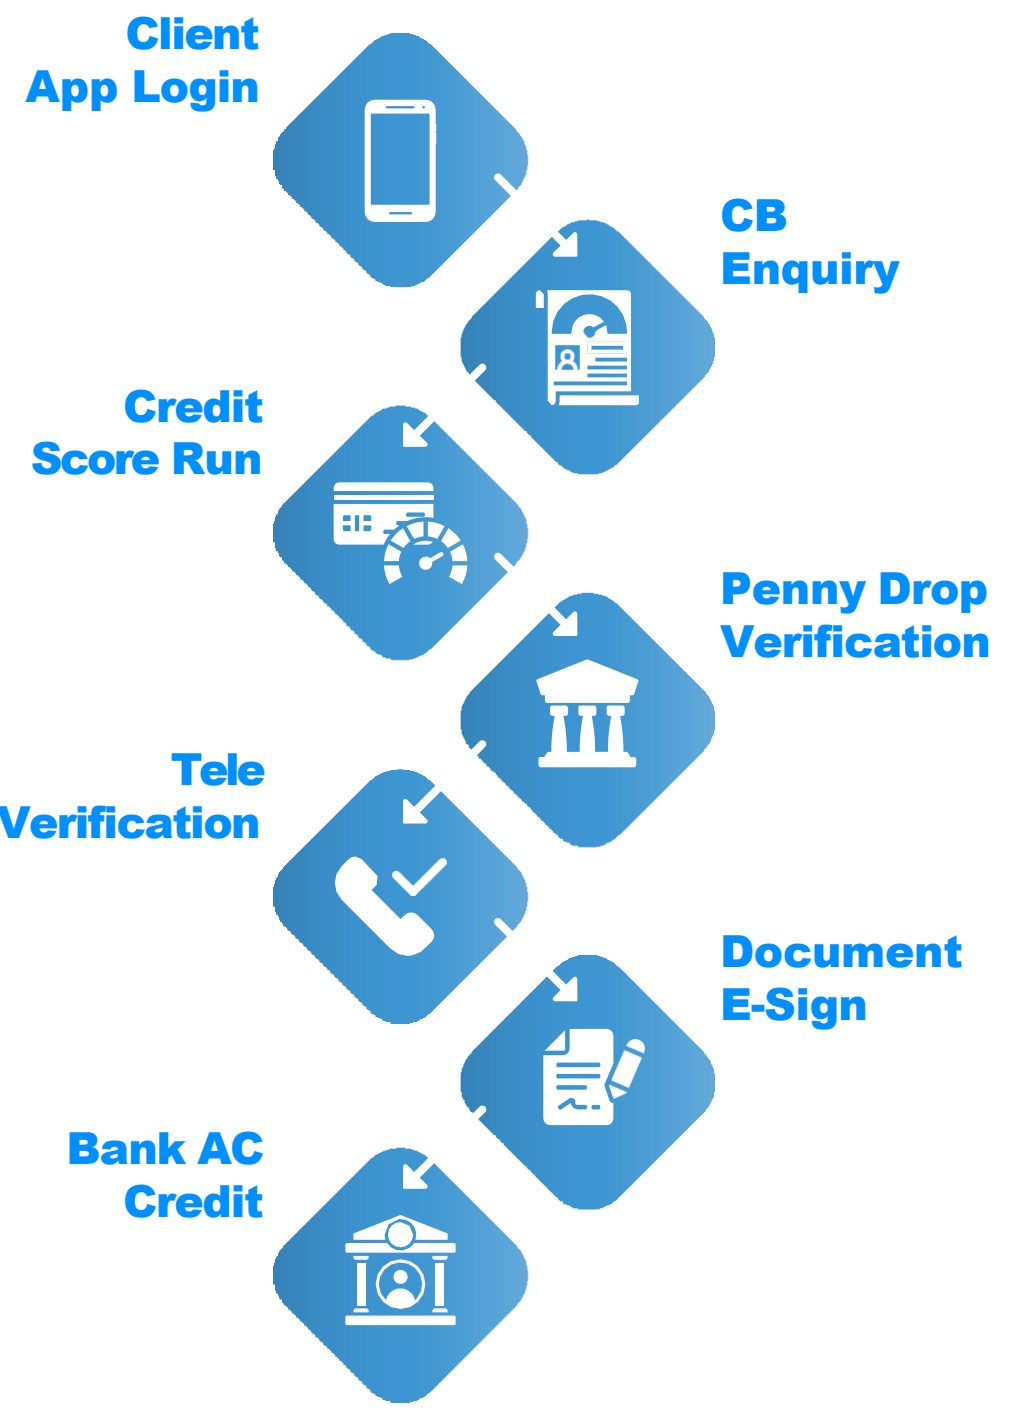 Client
App Login
CB
Enquiry
Credit
Score Run
Penny Drop
Verification
Tele
Verification
Document
E-Sign
Bank AC
Credit